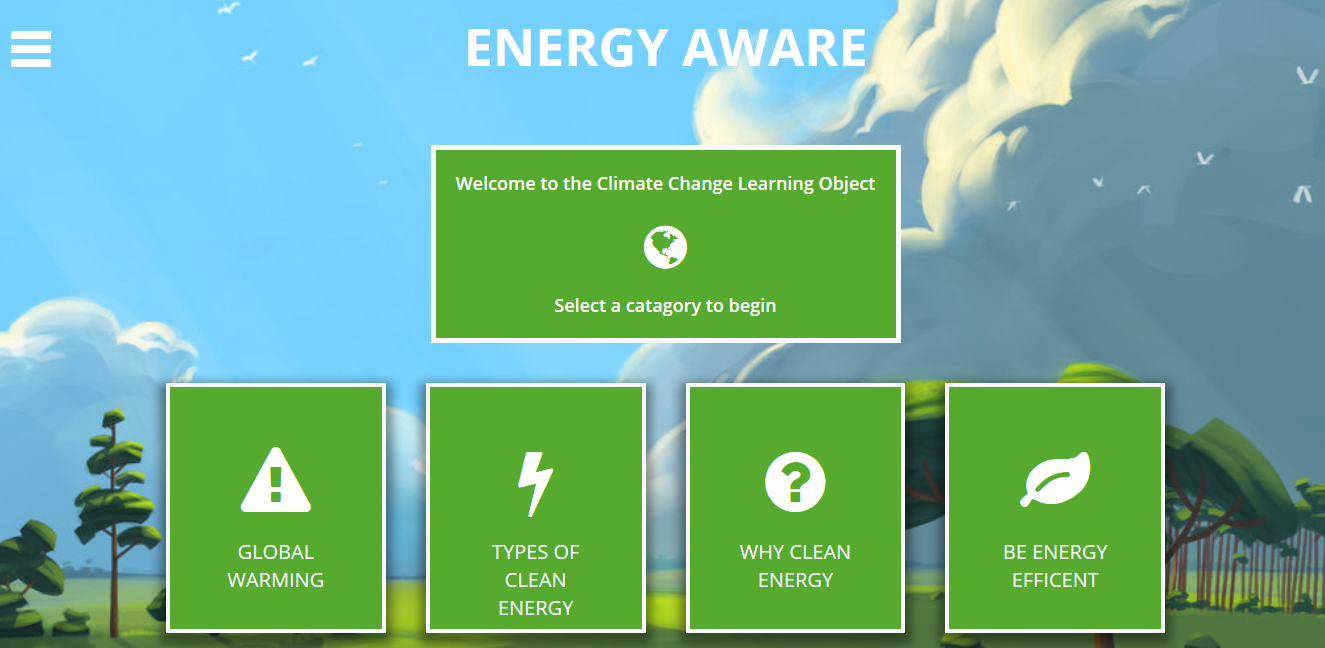 ENERGY AWARE
Welcome to the Climate Change Learning Object
Select a catagory to begin
GLOBAL
WARMING
TYPES OF
CLEAN
ENERGY
WHY CLEAN
ENERGY
BE ENERGY
EFFICENT